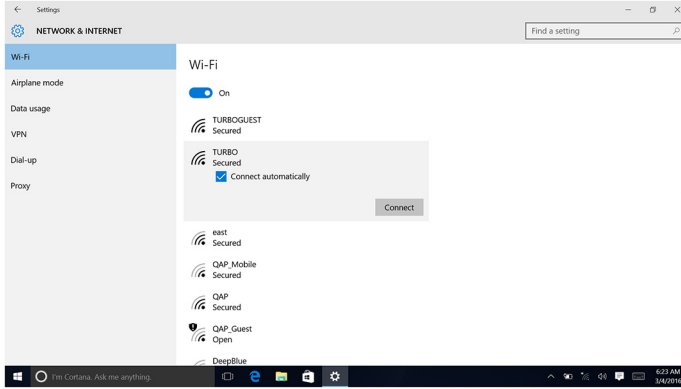 Settings
NETWORK & INTERNET
Find a setting
Wi-Fi
Airplane mode
Data usage
VPN
Dial-up
Proxy
Wi-Fi
On
TURBOGUEST
Secured
TURBO
Secured
Connect automatically
Connect
east
Secured
QAP_Mobile
Secured
QAP
Secured
QAP_Guest
Open
DeepBlue
I'm Cortana. Ask me anything.
6:23 AM
3/4/2016